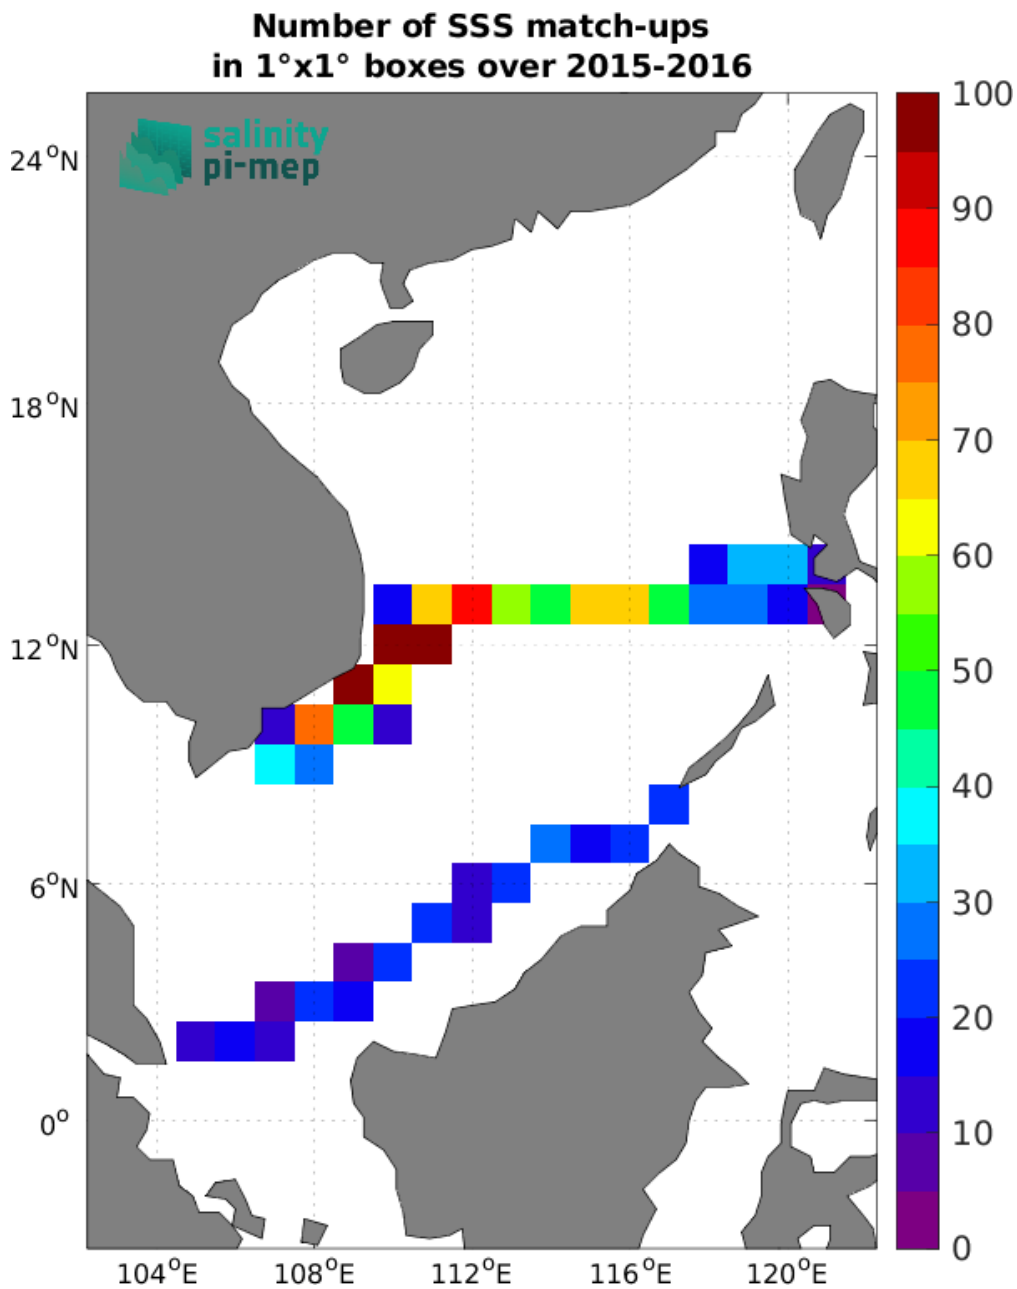 Number of SSS match-ups
in 1°x1° boxes over 2015-2016
salinity
pi-mep
24°N
18°N
12°N
6°N
0°
104°E
108°E
112°E
116°E
120°E
100
90
80
70
60
50
40
30
20
10
0